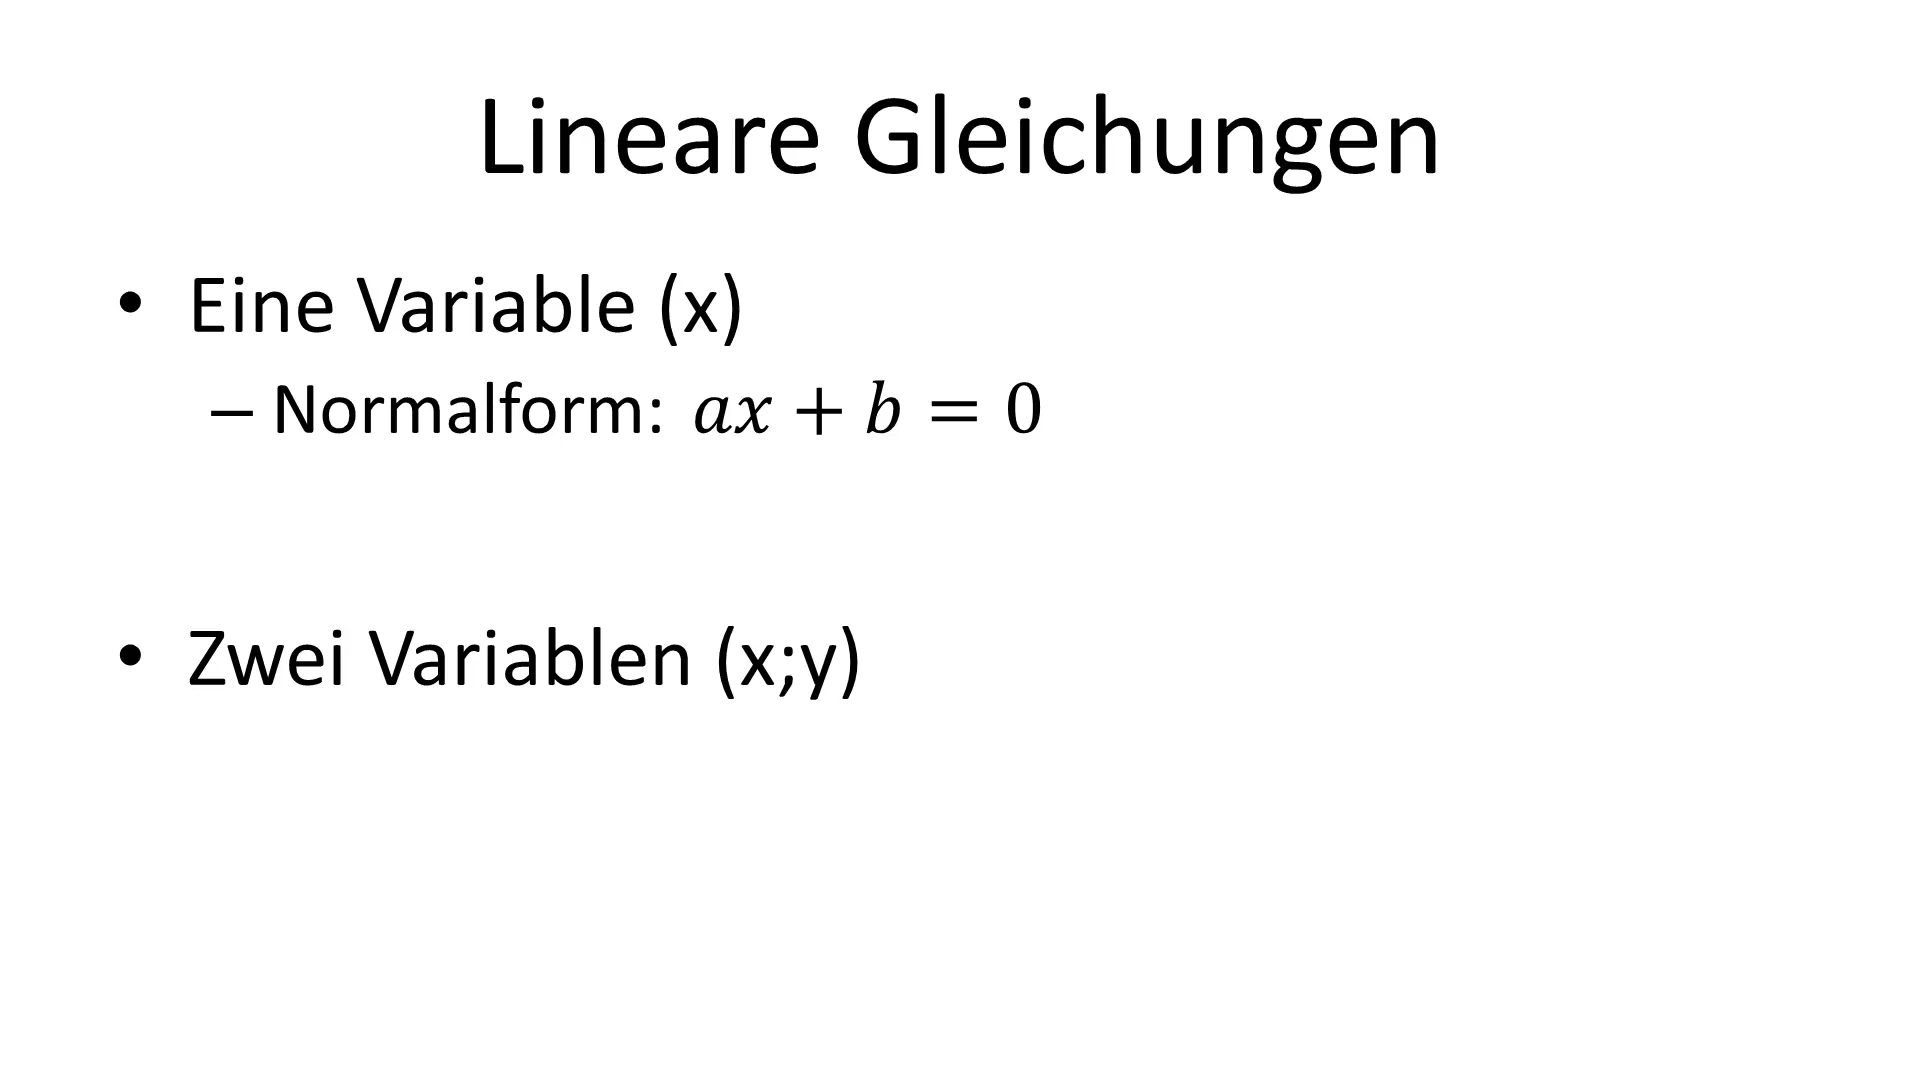 Lineare Gleichungen
• Eine Variable (x)
– Normalform: ax + b = 0
• Zwei Variablen (x;y)